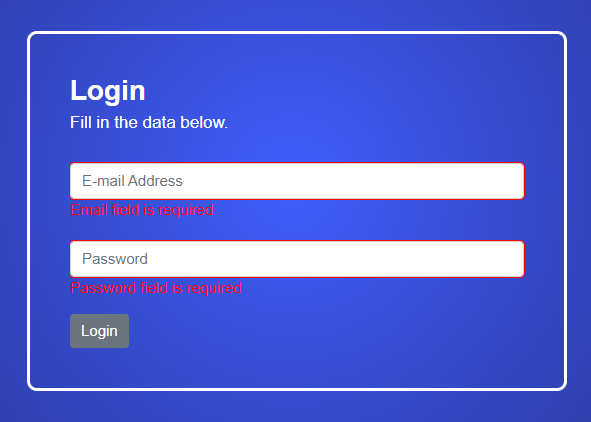 Login
Fill in the data below.
E-mail Address
Email field is required
Password
Password field is required
Login